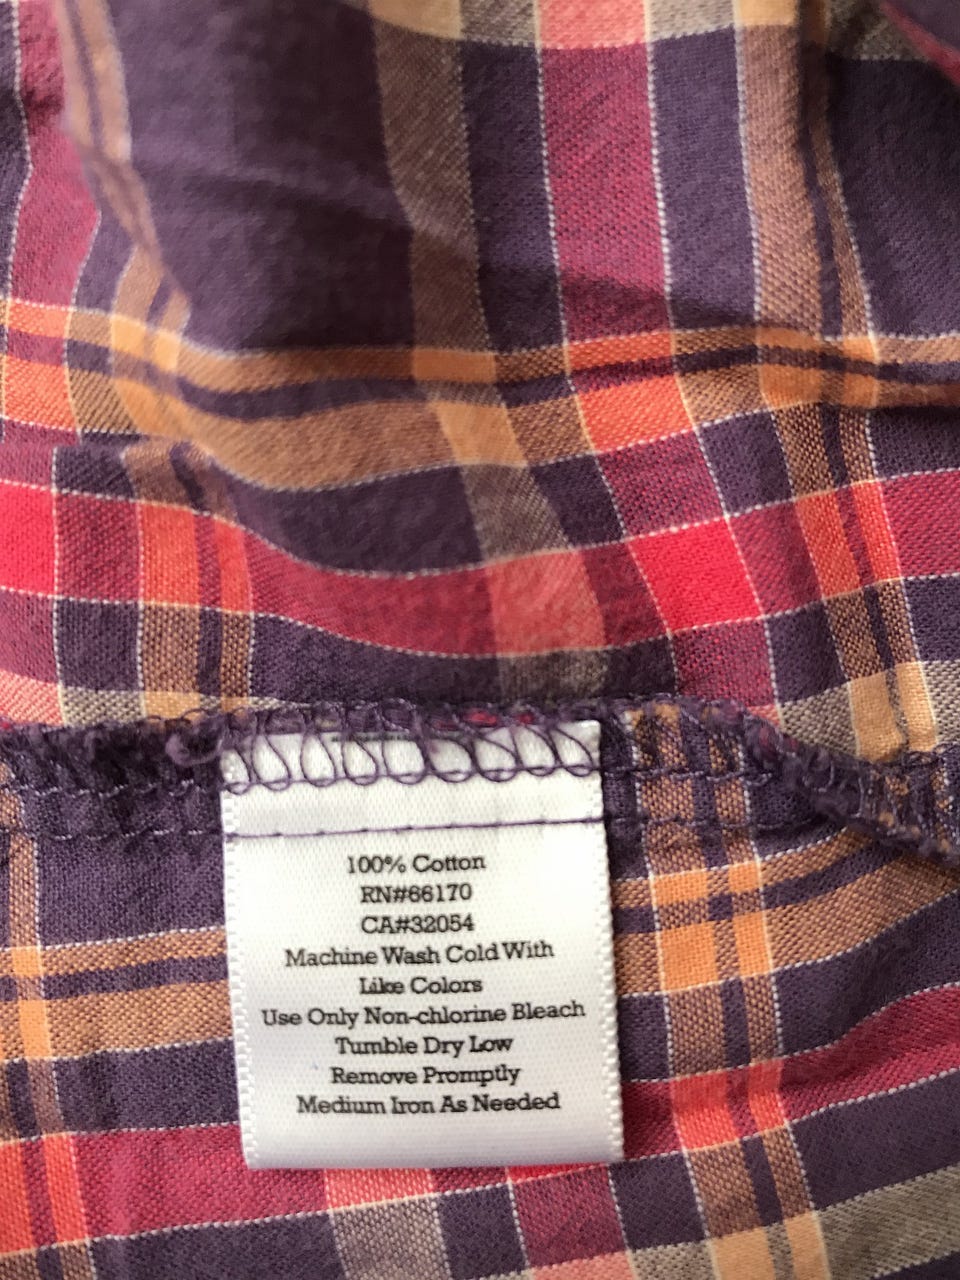 100% Cotton
RN#66170
CA#32054
Machine Wash Cold With
Like Colors
Use Only Non-chlorine Bleach
Tumble Dry Low
Remove Promptly
Medium Iron As Needed